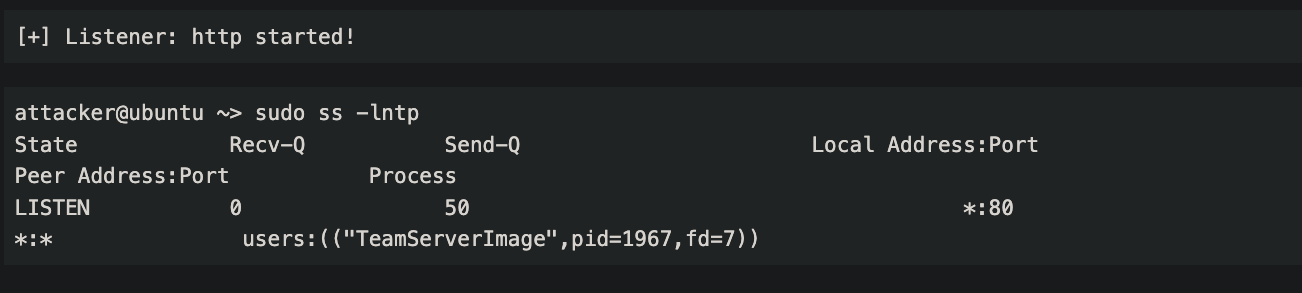 [+] Listener: http started!
attacker@ubuntu ~> sudo ss -lntp
State Recv-Q Send-Q Local Address:Port
Peer Address:Port Process
LISTEN 0 50 *:80
*:* users:(("TeamServerImage",pid=1967,fd=7))